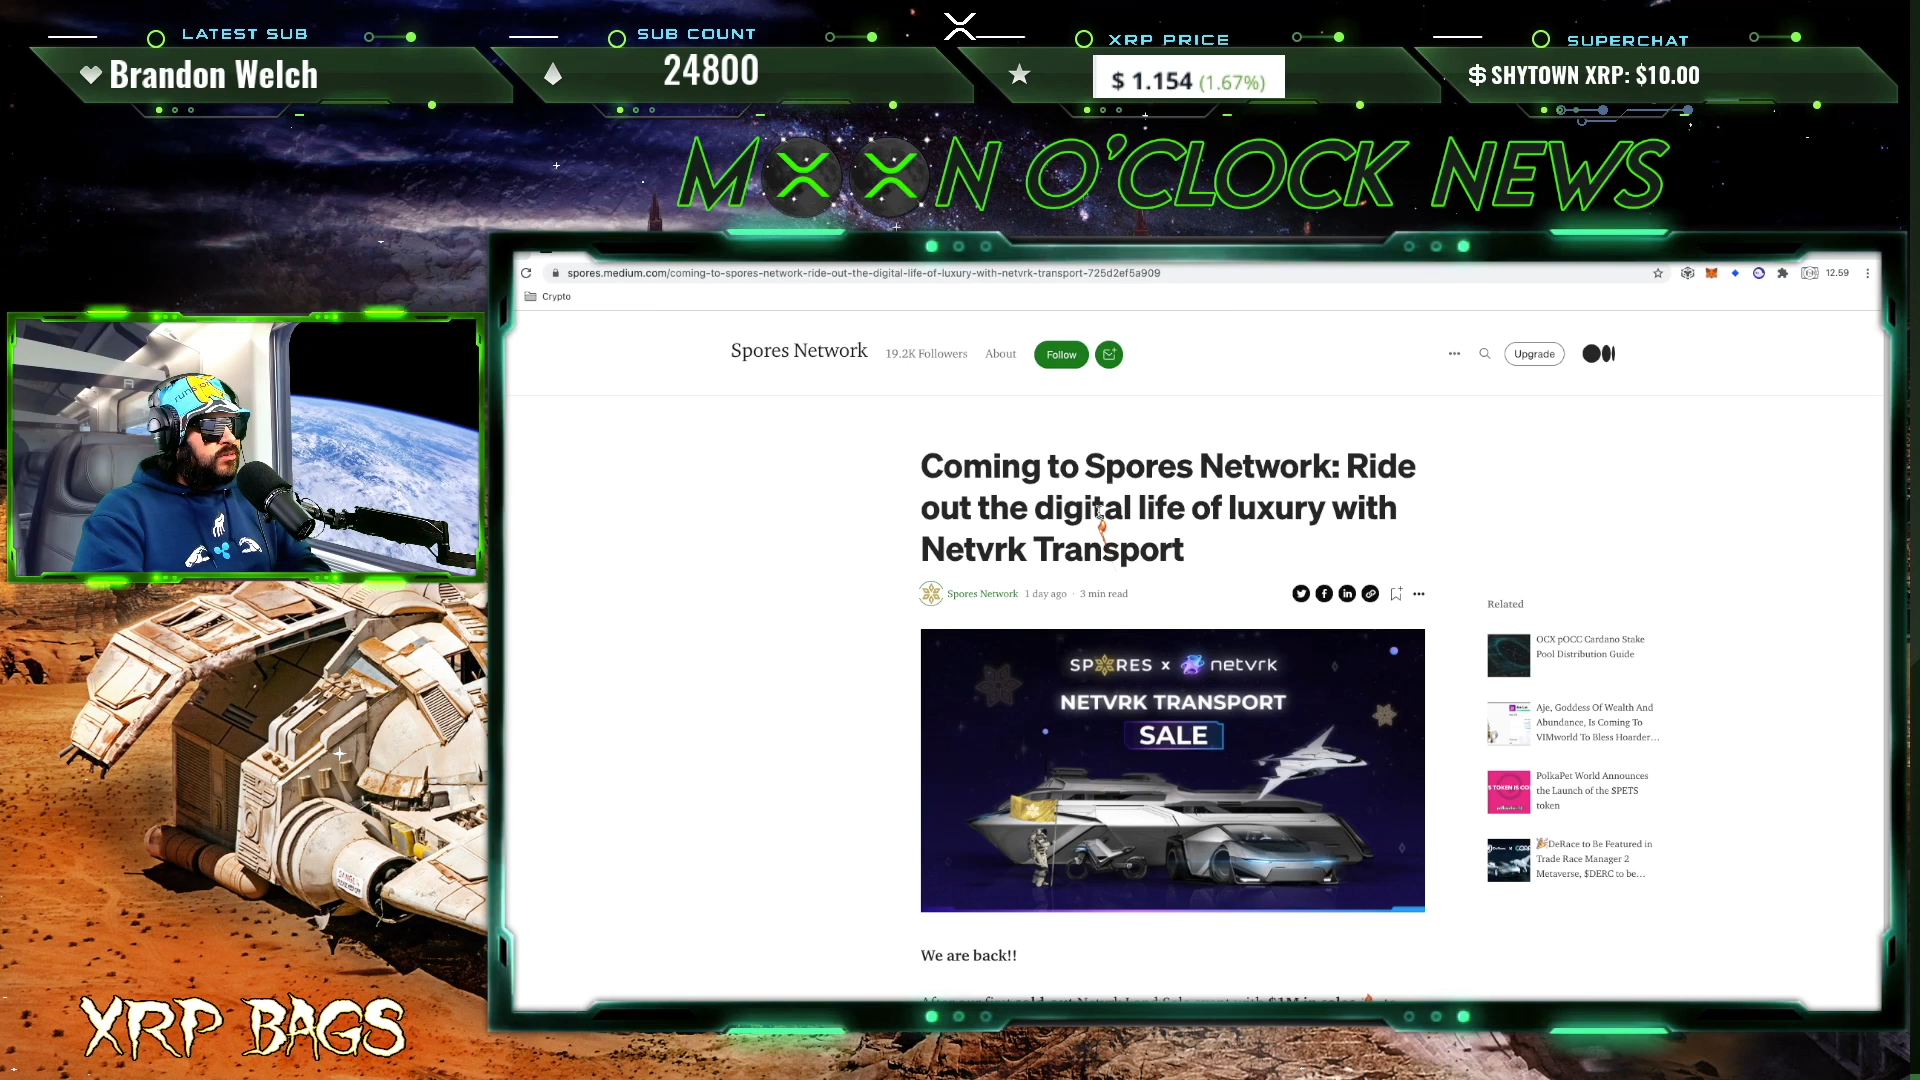 LATEST SUB
SUB COUNT
XRP PRICE
SUPERCHAT
Brandon Welch
24800
$ 1.154 (1.67%)
SHYTOWN XRP: $10.00
MOON O'CLOCK NEWS
spores.medium.com/coming-to-spores-network-ride-out-the-digital-life-of-luxury-with-netvrk-transport-725d2ef5a909
12.59
Crypto
Spores Network
19.2K Followers
About
Follow
Upgrade
runs on
Coming to Spores Network: Ride
out the digital life of luxury with
Netvrk Transport
Spores Network 1 day ago · 3 min read
Related
OCX pOCC Cardano Stake
Pool Distribution Guide
Aje, Goddess Of Wealth And
Abundance, Is Coming To
VIMworld To Bless Hoarder…
PolkaPet World Announces
the Launch of the $PETS
token
DeRace to Be Featured in
Trade Race Manager 2
Metaverse, $DERC to be…
SPORES x netvrk
NETVRK TRANSPORT
SALE
We are back!!
XRP BAGS